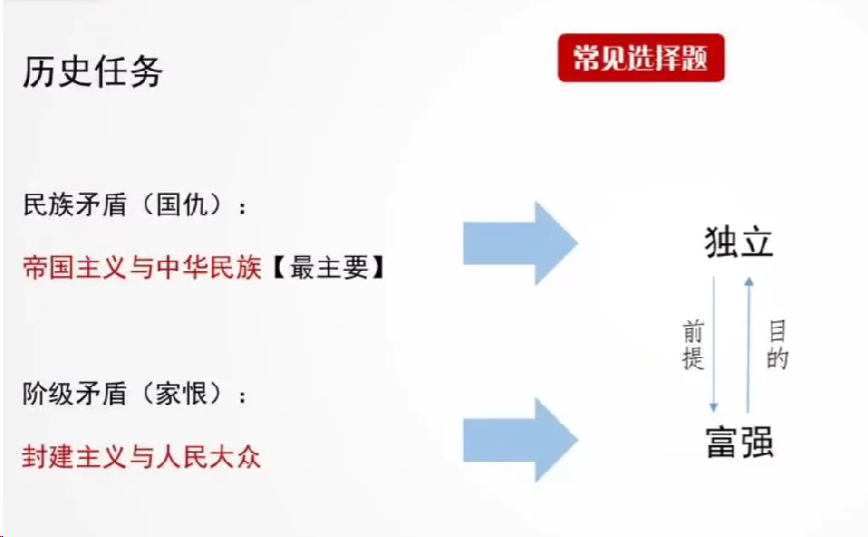 历史任务
常见选择题
民族矛盾（国仇）：
帝国主义与中华民族【最主要】
独立
前提
目的
阶级矛盾（家恨）：
封建主义与人民大众
富强